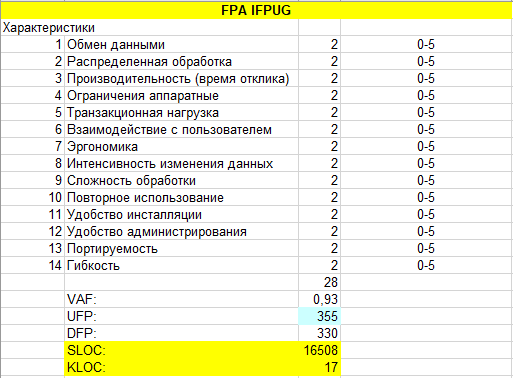 FPA IFPUG
Характеристики
1 Обмен данными 2 0-5
2 Распределенная обработка 2 0-5
3 Производительность (время отклика) 2 0-5
4 Ограничения аппаратные 2 0-5
5 Транзакционная нагрузка 2 0-5
6 Взаимодействие с пользователем 2 0-5
7 Эргономика 2 0-5
8 Интенсивность изменения данных 2 0-5
9 Сложность обработки 2 0-5
10 Повторное использование 2 0-5
11 Удобство инсталляции 2 0-5
12 Удобство администрирования 2 0-5
13 Портируемость 2 0-5
14 Гибкость 2 0-5
28
VAF: 0,93
UFP: 355
DFP: 330
SLOC: 16508
KLOC: 17